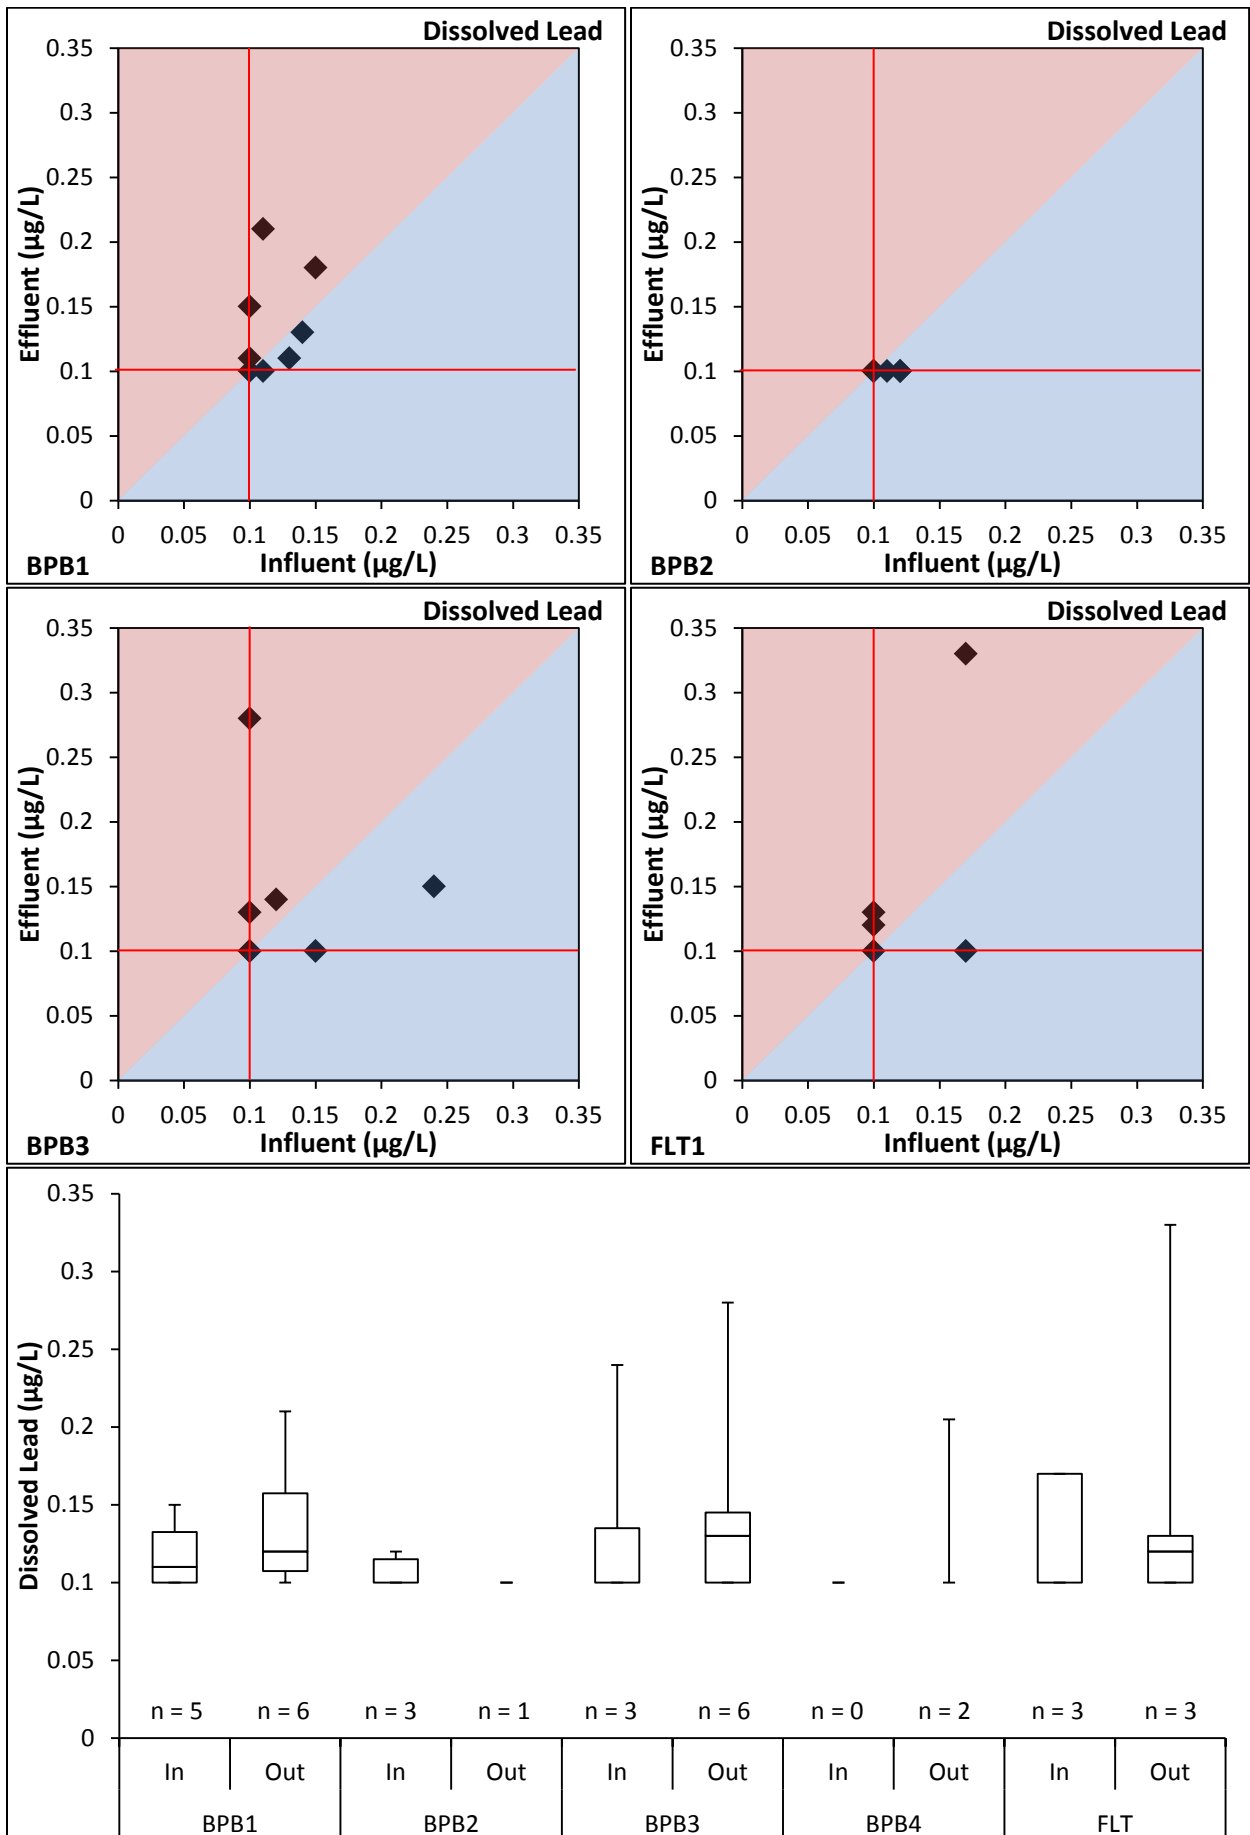 Dissolved Lead
0.35
0.3
0.25
0.2
0.15
0.1
0.05
0
Effluent (µg/L)
0 0.05 0.1 0.15 0.2 0.25 0.3 0.35
Influent (µg/L)
BPB1
Dissolved Lead
0.35
0.3
0.25
0.2
0.15
0.1
0.05
0
Effluent (µg/L)
0 0.05 0.1 0.15 0.2 0.25 0.3 0.35
Influent (µg/L)
BPB2
Dissolved Lead
0.35
0.3
0.25
0.2
0.15
0.1
0.05
0
Effluent (µg/L)
0 0.05 0.1 0.15 0.2 0.25 0.3 0.35
Influent (µg/L)
BPB3
Dissolved Lead
0.35
0.3
0.25
0.2
0.15
0.1
0.05
0
Effluent (µg/L)
0 0.05 0.1 0.15 0.2 0.25 0.3 0.35
Influent (µg/L)
FLT1
0.35
0.3
0.25
0.2
0.15
0.1
0.05
0
Dissolved Lead (µg/L)
n = 5 n = 6 n = 3 n = 1 n = 3 n = 6 n = 0 n = 2 n = 3 n = 3
In Out In Out In Out In Out In Out
BPB1 BPB2 BPB3 BPB4 FLT